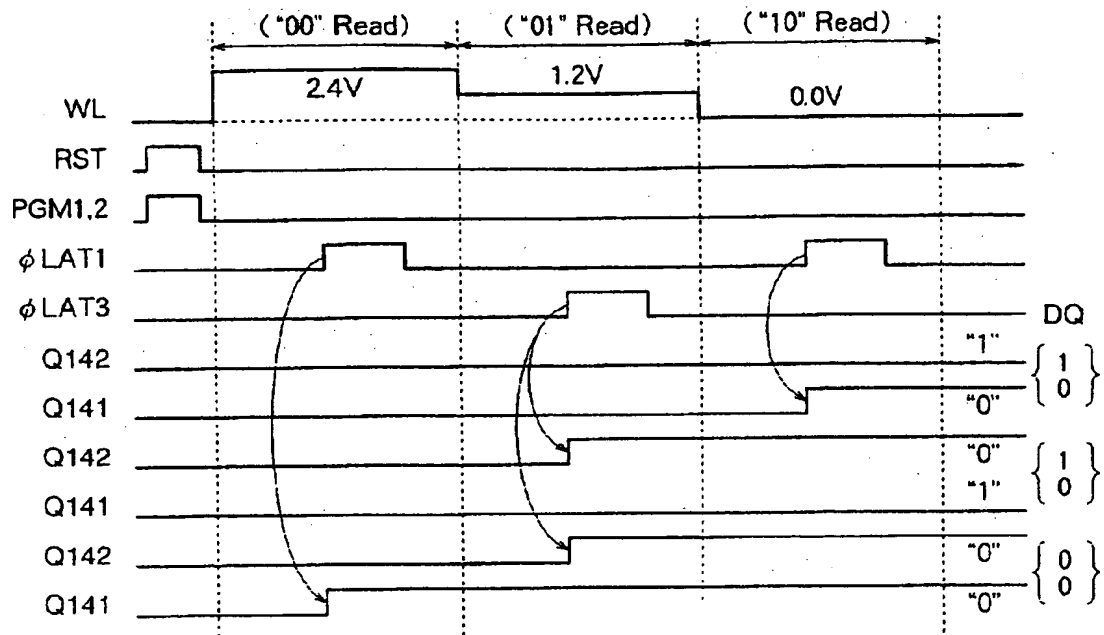 ("00" Read) ("01" Read) ("10" Read)
WL 2.4V 1.2V 0.0V
RST
PGM1,2
φLAT1
φLAT3 DQ
Q142 "1" 1
Q141 "0" 0
Q142 "0" 1
Q141 "1" 0
Q142 "0" 0
Q141 "0" 0